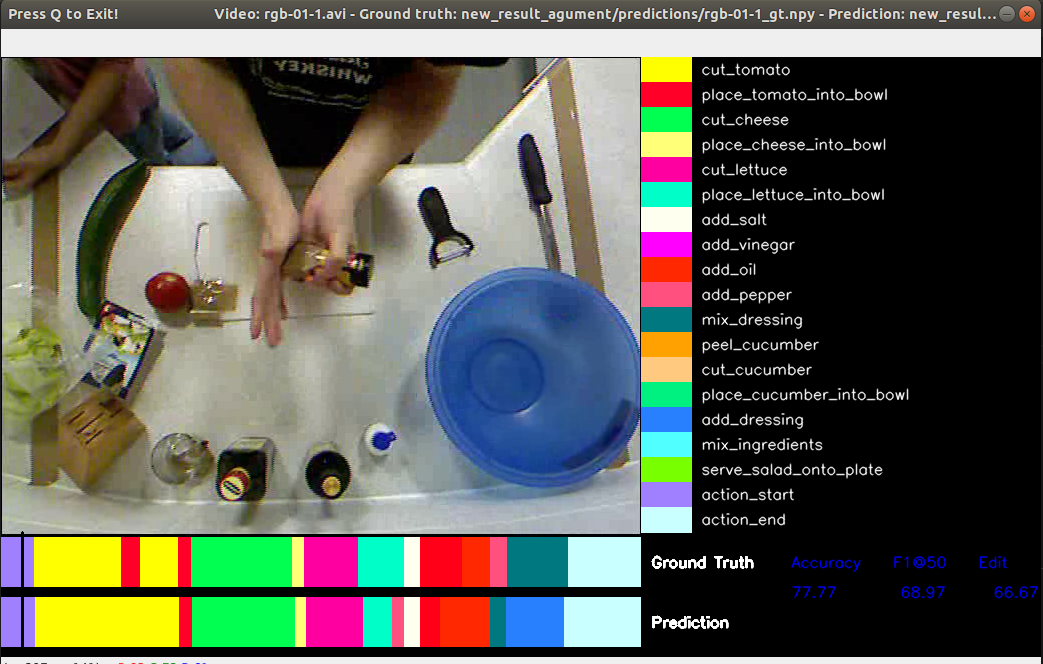 Press Q to Exit! Video: rgb-01-1.avi - Ground truth: new_result_agument/predictions/rgb-01-1_gt.npy - Prediction: new_resul...
WHISKEY
cut_tomato
place_tomato_into_bowl
cut_cheese
place_cheese_into_bowl
cut_lettuce
place_lettuce_into_bowl
add_salt
add_vinegar
add_oil
add_pepper
mix_dressing
peel_cucumber
cut_cucumber
place_cucumber_into_bowl
add_dressing
mix_ingredients
serve_salad_onto_plate
action_start
action_end
Ground Truth Accuracy F1@50 Edit
77.77 68.97 66.67
Prediction